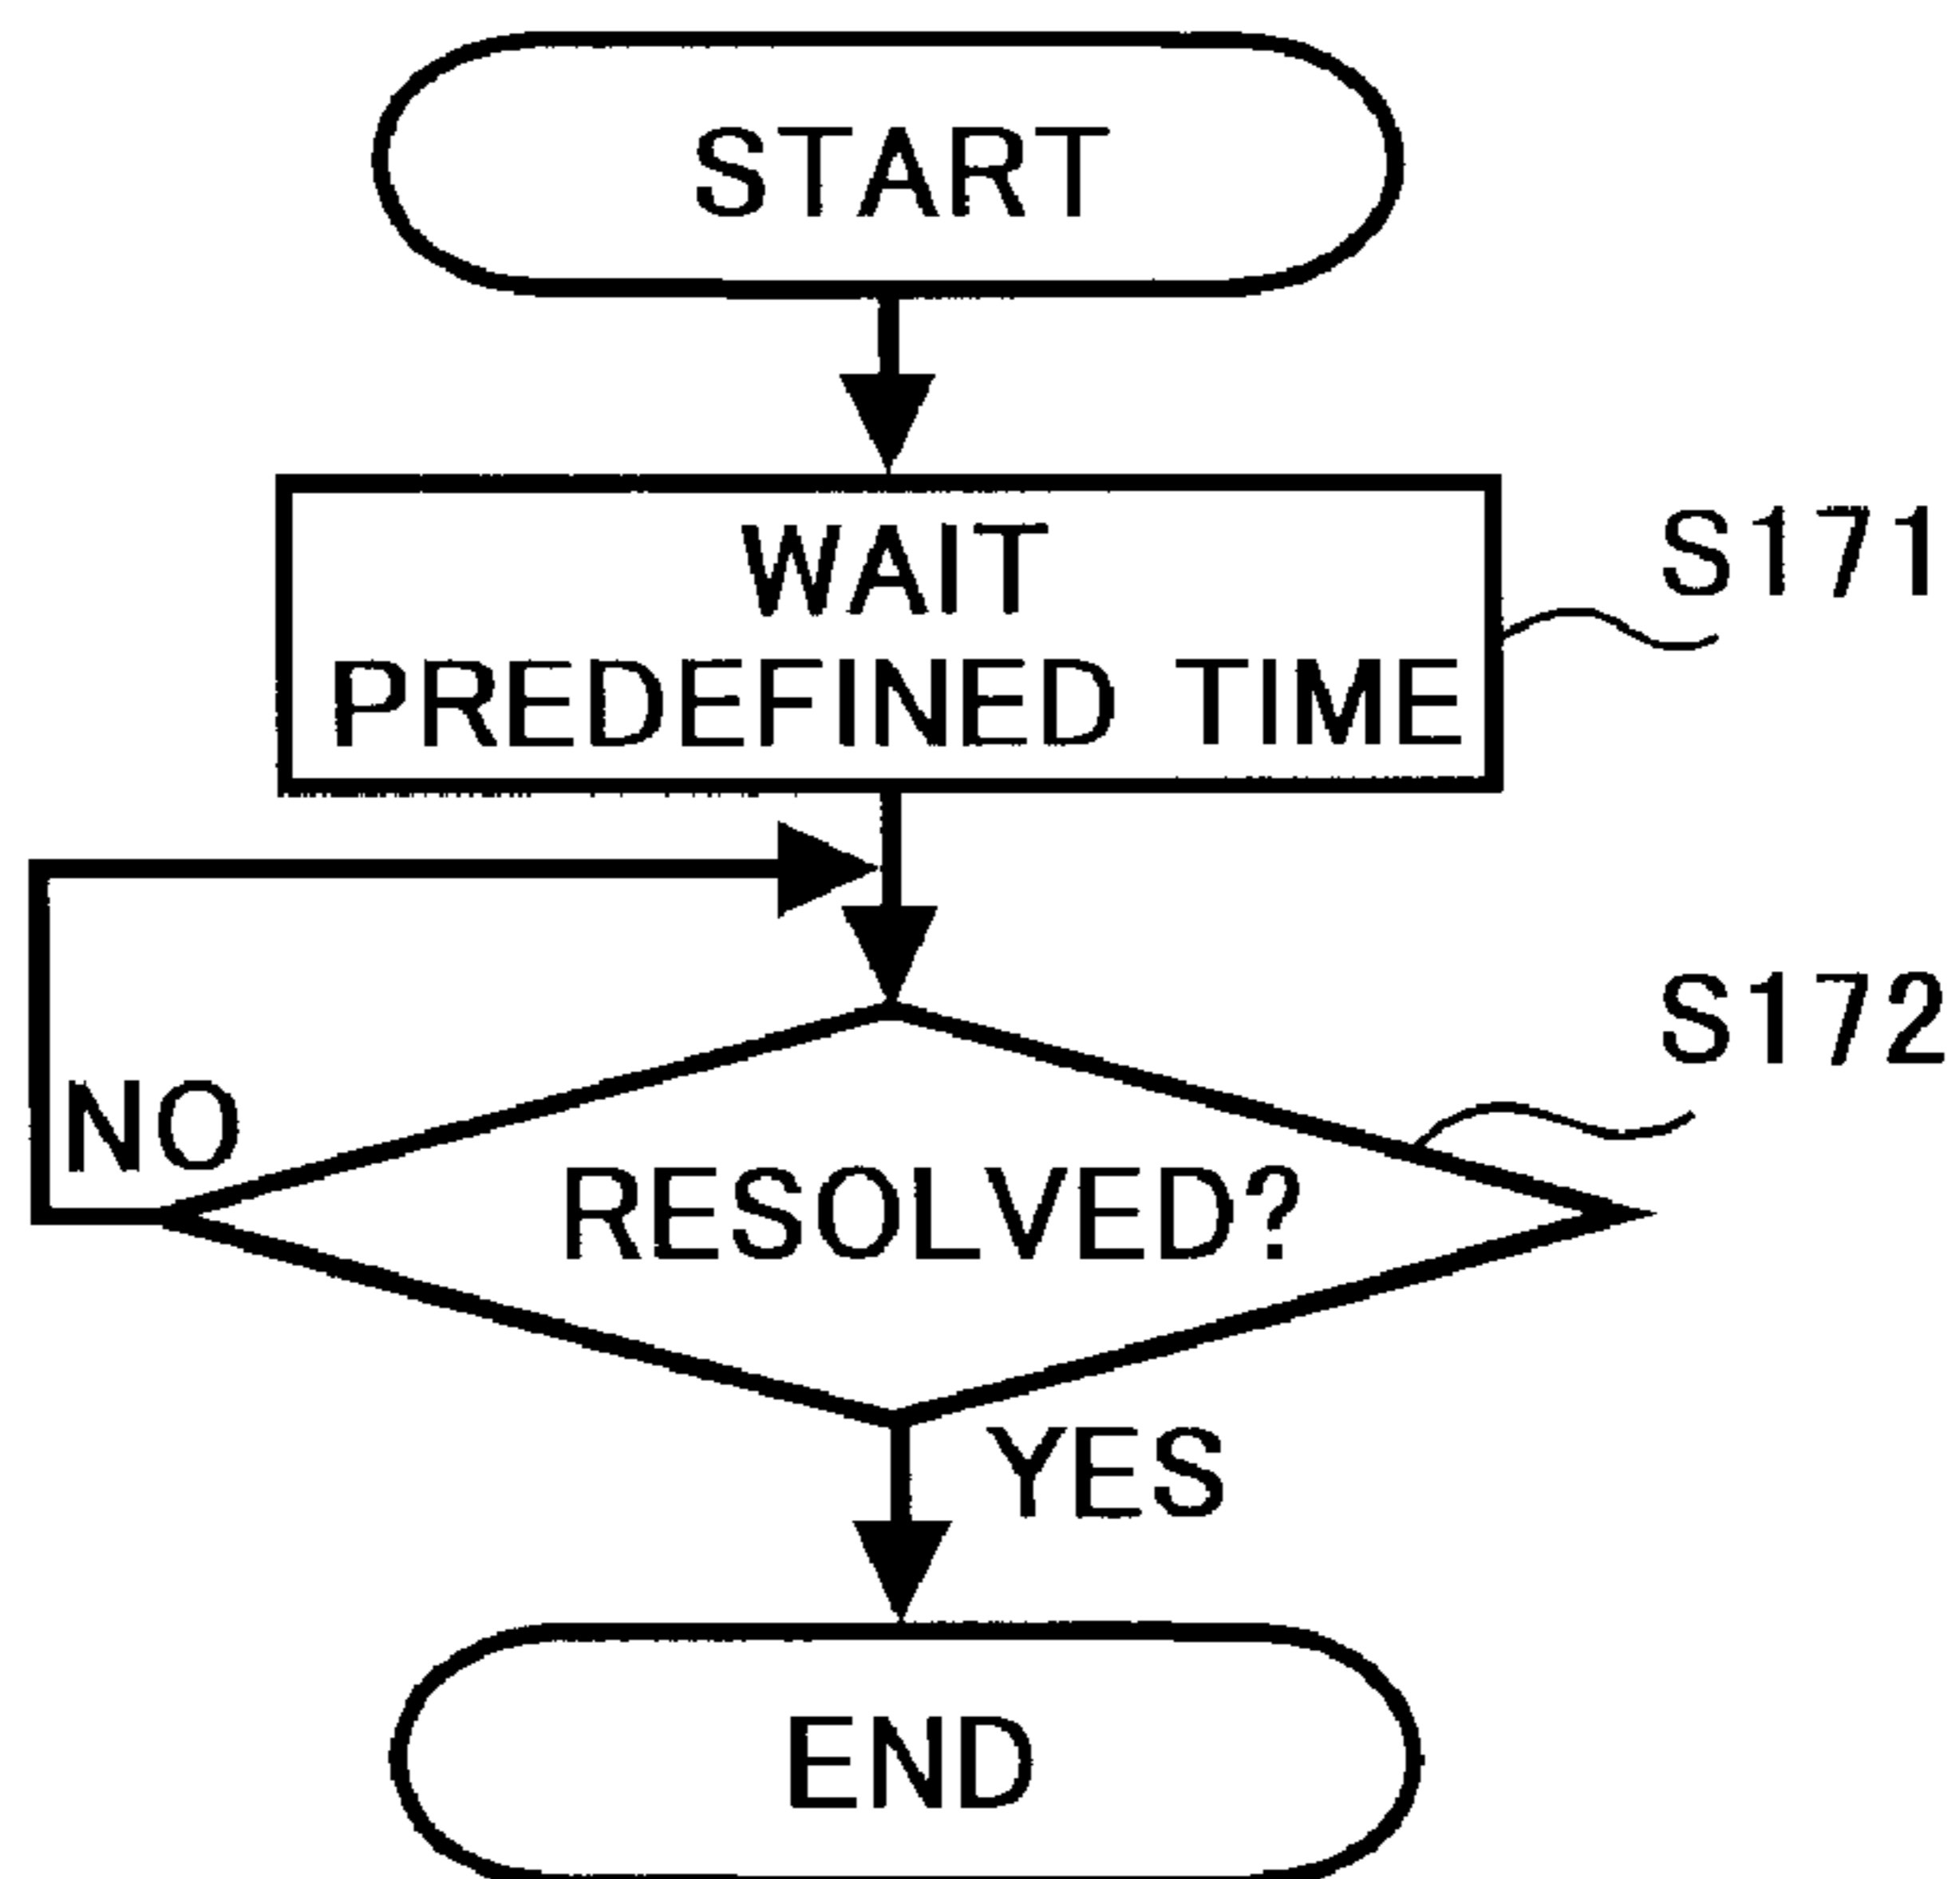 START
WAIT
PREDEFINED TIME
S171
S172
NO
RESOLVED?
YES
END